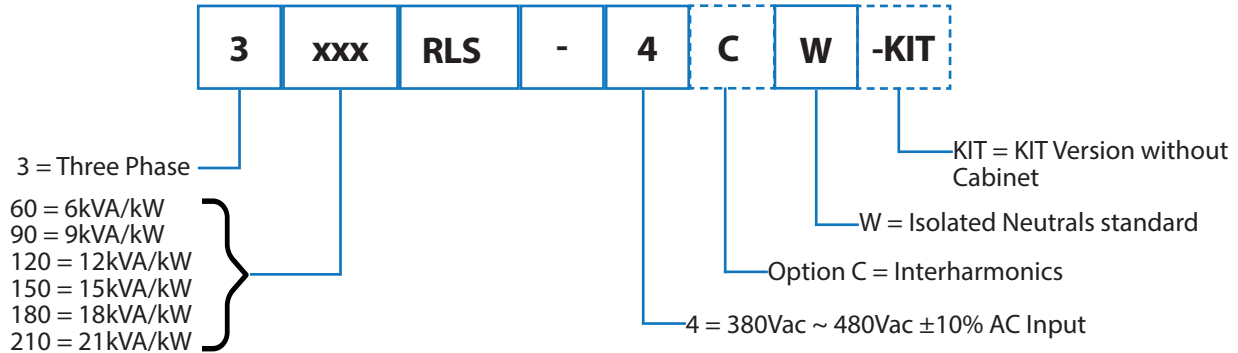 3 xxx RLS - 4 C W -KIT
3 = Three Phase
60 = 6kVA/kW
90 = 9kVA/kW
120 = 12kVA/kW
150 = 15kVA/kW
180 = 18kVA/kW
210 = 21kVA/kW
KIT = KIT Version without
Cabinet
W = Isolated Neutrals standard
Option C = Interharmonics
4 = 380Vac ~ 480Vac ±10% AC Input